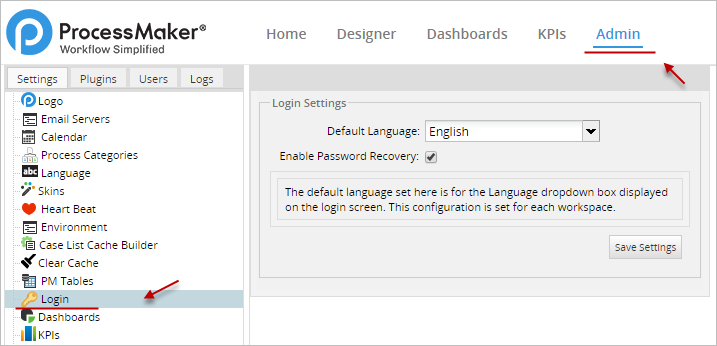 ProcessMaker®
Workflow Simplified
Home Designer Dashboards KPIs Admin
Settings Plugins Users Logs
Logo
Email Servers
Calendar
Process Categories
abc Language
Skins
Heart Beat
Environment
Case List Cache Builder
Clear Cache
PM Tables
Login
Dashboards
KPIs
Login Settings
Default Language: English
Enable Password Recovery:
The default language set here is for the Language dropdown box displayed
on the login screen. This configuration is set for each workspace.
Save Settings